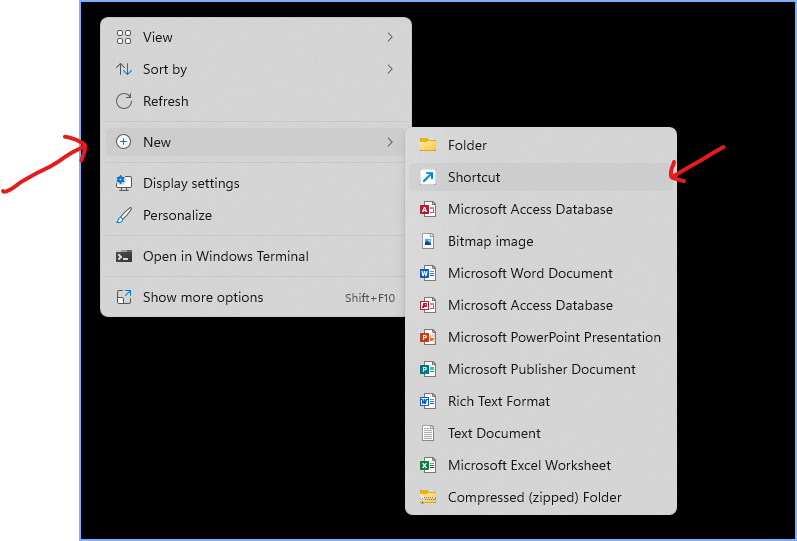 View
Sort by
Refresh
New
Display settings
Personalize
Open in Windows Terminal
Show more options Shift+F10
Folder
Shortcut
Microsoft Access Database
Bitmap image
Microsoft Word Document
Microsoft Access Database
Microsoft PowerPoint Presentation
Microsoft Publisher Document
Rich Text Format
Text Document
Microsoft Excel Worksheet
Compressed (zipped) Folder